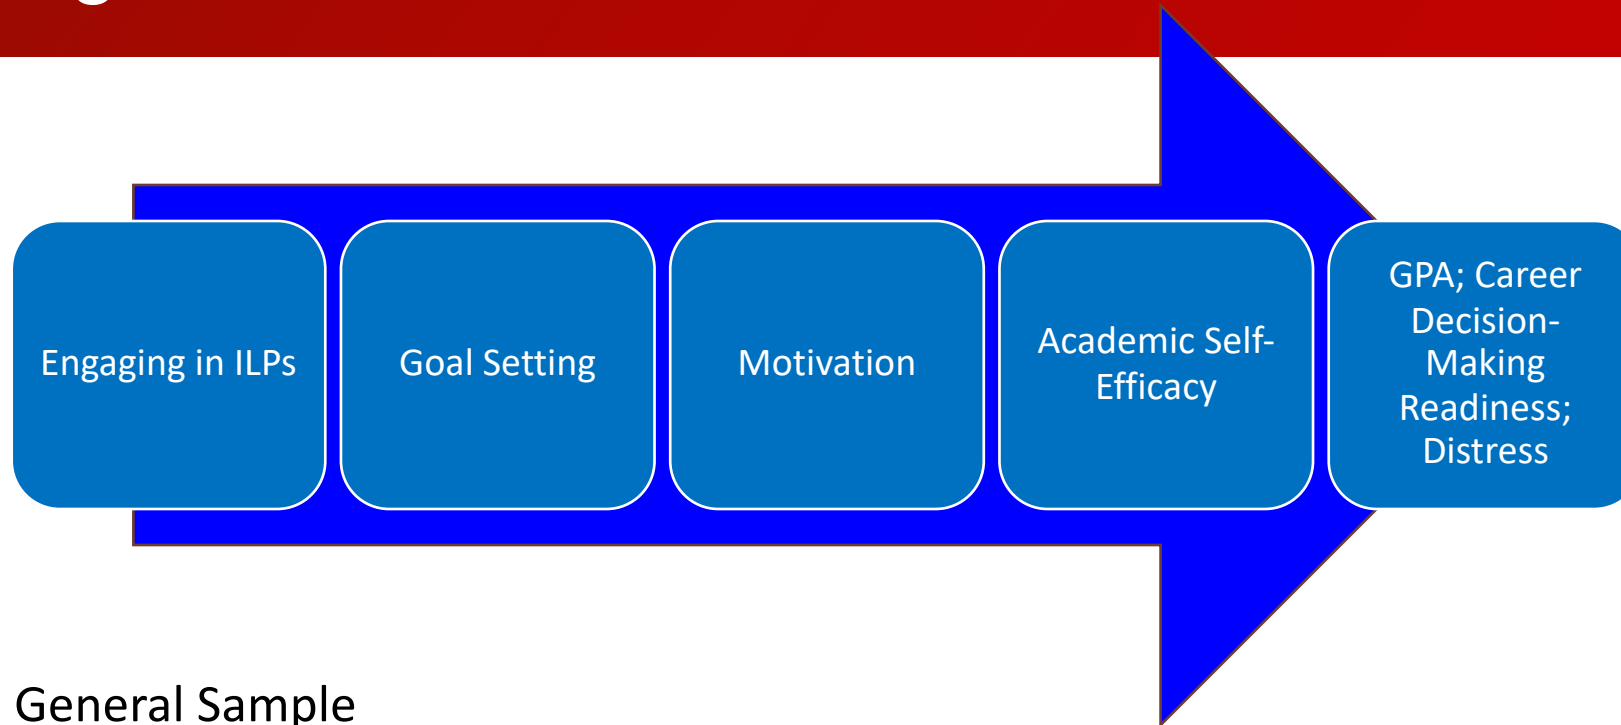 Engaging in ILPs
Goal Setting
Motivation
Academic Self-
Efficacy
GPA; Career
Decision-
Making
Readiness;
Distress
General Sample